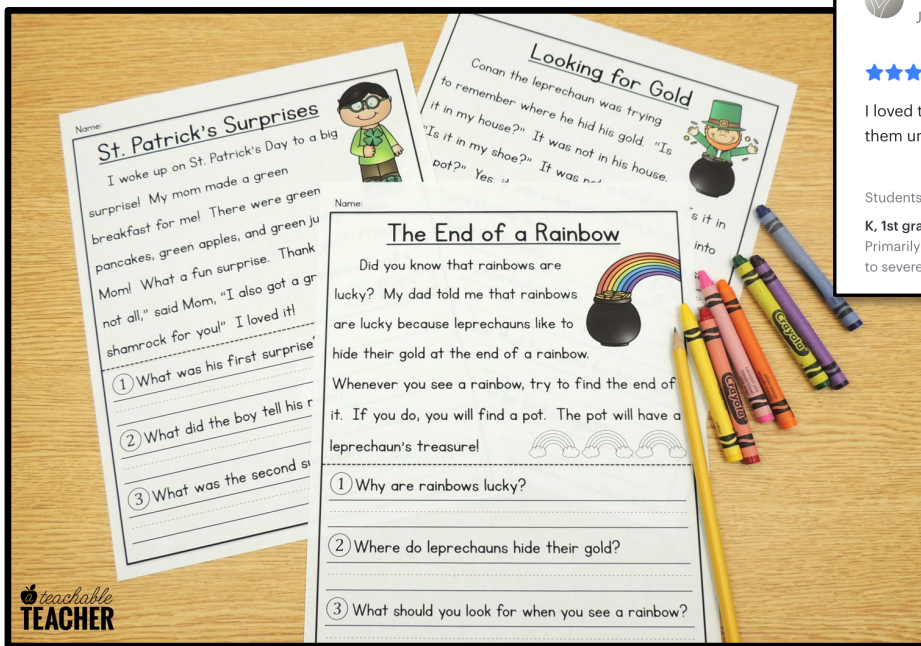 Name:
St. Patrick's Surprises
I woke up on St. Patrick's Day to a big
surprise! My mom made a green
breakfast for me! There were green
pancakes, green apples, and green
Mom! What a fun surprise. Thank
not all," said Mom, "I also got a
shamrock for you!" I loved it!
1 What was his first surprise
2 What did the boy tell his
3 What was the second
Looking for Gold
Conan the leprechaun was trying
to remember where he hid his gold. "Is
it in my house?" It was not in his house.
"Is it in my shoe?" It was
pot?" Yes,
is it in
into
Name:
The End of a Rainbow
Did you know that rainbows are
lucky? My dad told me that rainbows
are lucky because leprechauns like to
hide their gold at the end of a rainbow.
Whenever you see a rainbow, try to find the end of
it. If you do, you will find a pot. The pot will have a
leprechaun's treasure!
1 Why are rainbows lucky?
2 Where do leprechauns hide their gold?
3 What should you look for when you see a rainbow?
Crayola
Crayola
a teachable
TEACHER
I loved
them
Students
K, 1st
Primarily
to severe